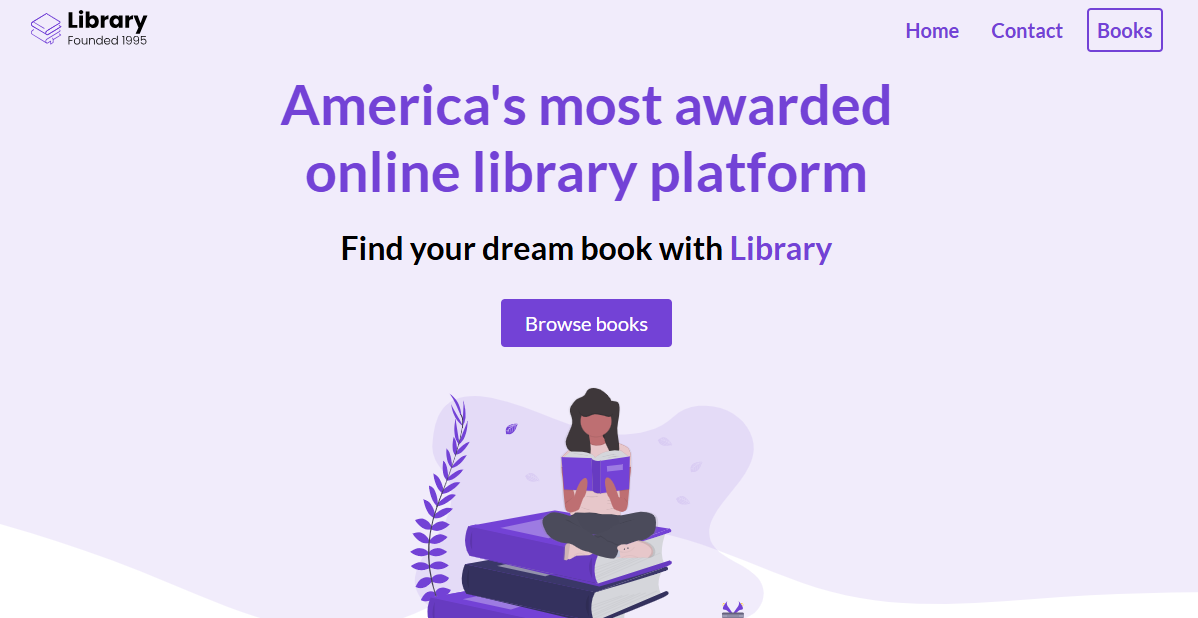 Library
Founded 1995
Home
Contact
Books
America's most awarded
online library platform
Find your dream book with Library
Browse books